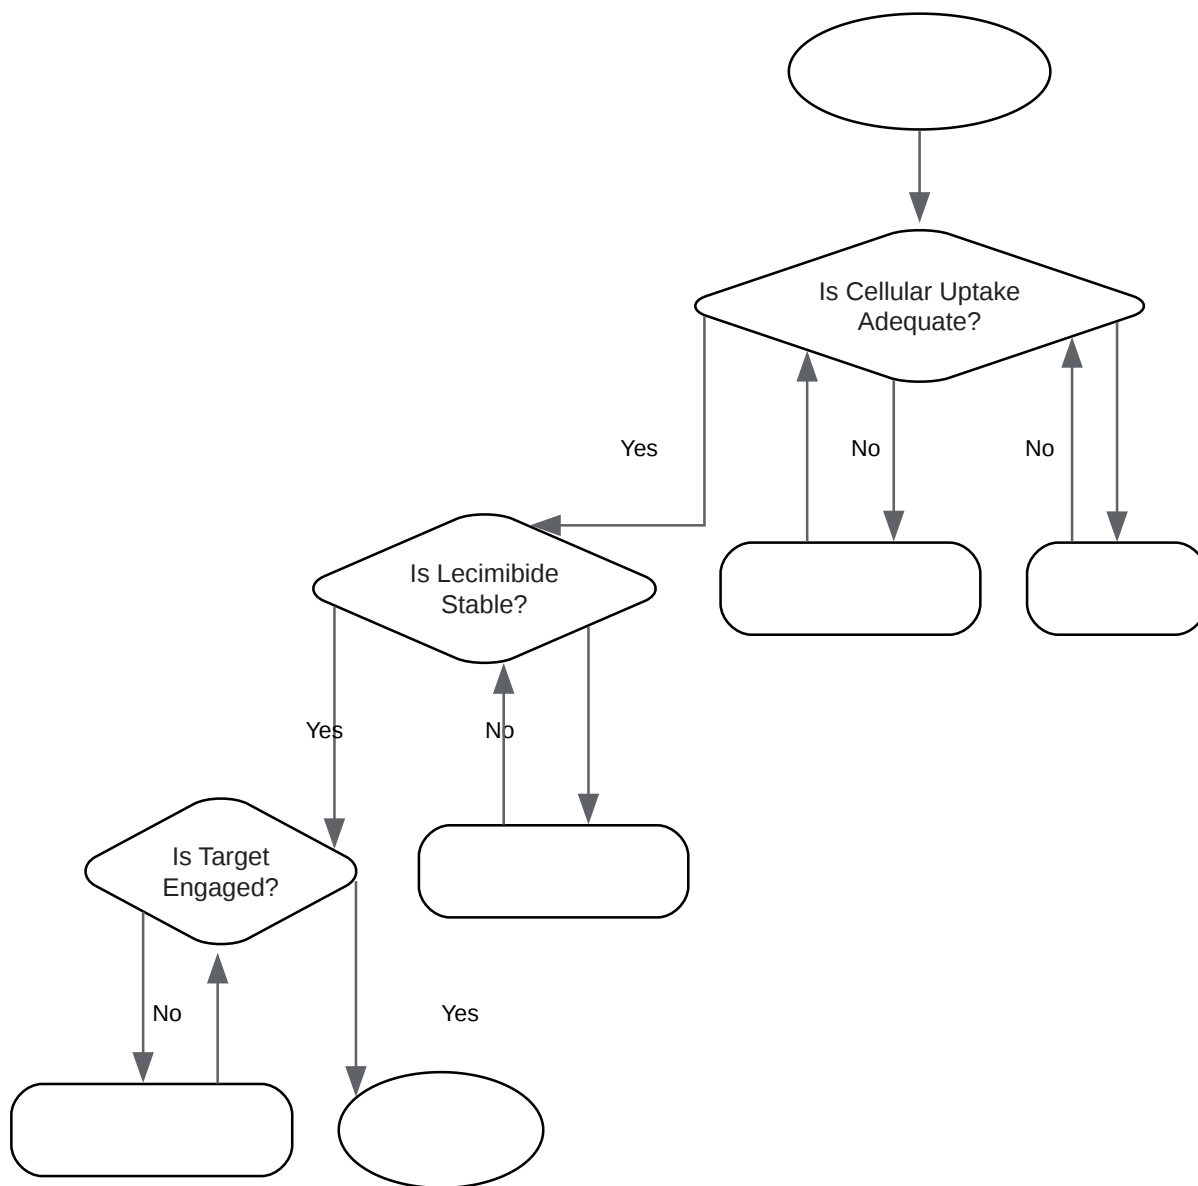 Is Cellular Uptake
Adequate?
Yes
No
No
Is Lecimibide
Stable?
Yes
No
Is Target
Engaged?
No
Yes